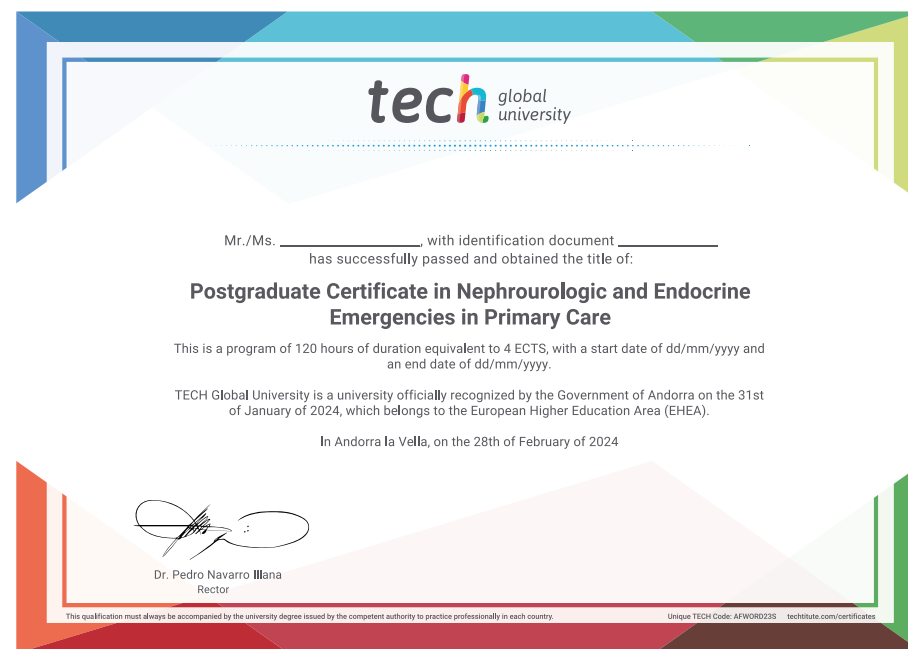 tech global university
Mr./Ms. ____________________, with identification document ______________
has successfully passed and obtained the title of:
Postgraduate Certificate in Nephrourologic and Endocrine
Emergencies in Primary Care
This is a program of 120 hours of duration equivalent to 4 ECTS, with a start date of dd/mm/yyyy and
an end date of dd/mm/yyyy.
TECH Global University is a university officially recognized by the Government of Andorra on the 31st
of January of 2024, which belongs to the European Higher Education Area (EHEA).
In Andorra la Vella, on the 28th of February of 2024
Dr. Pedro Navarro Illana
Rector
This qualification must always be accompanied by the university degree issued by the competent authority to practice professionally in each country.
Unique TECH Code: AFWORD23S techtitute.com/certificates